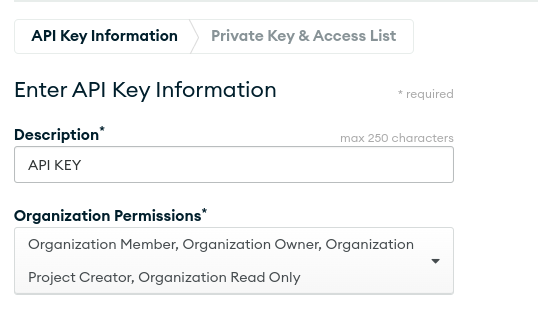 API Key Information Private Key & Access List
Enter API Key Information
* required
Description*
max 250 characters
API KEY
Organization Permissions*
Organization Member, Organization Owner, Organization
Project Creator, Organization Read Only